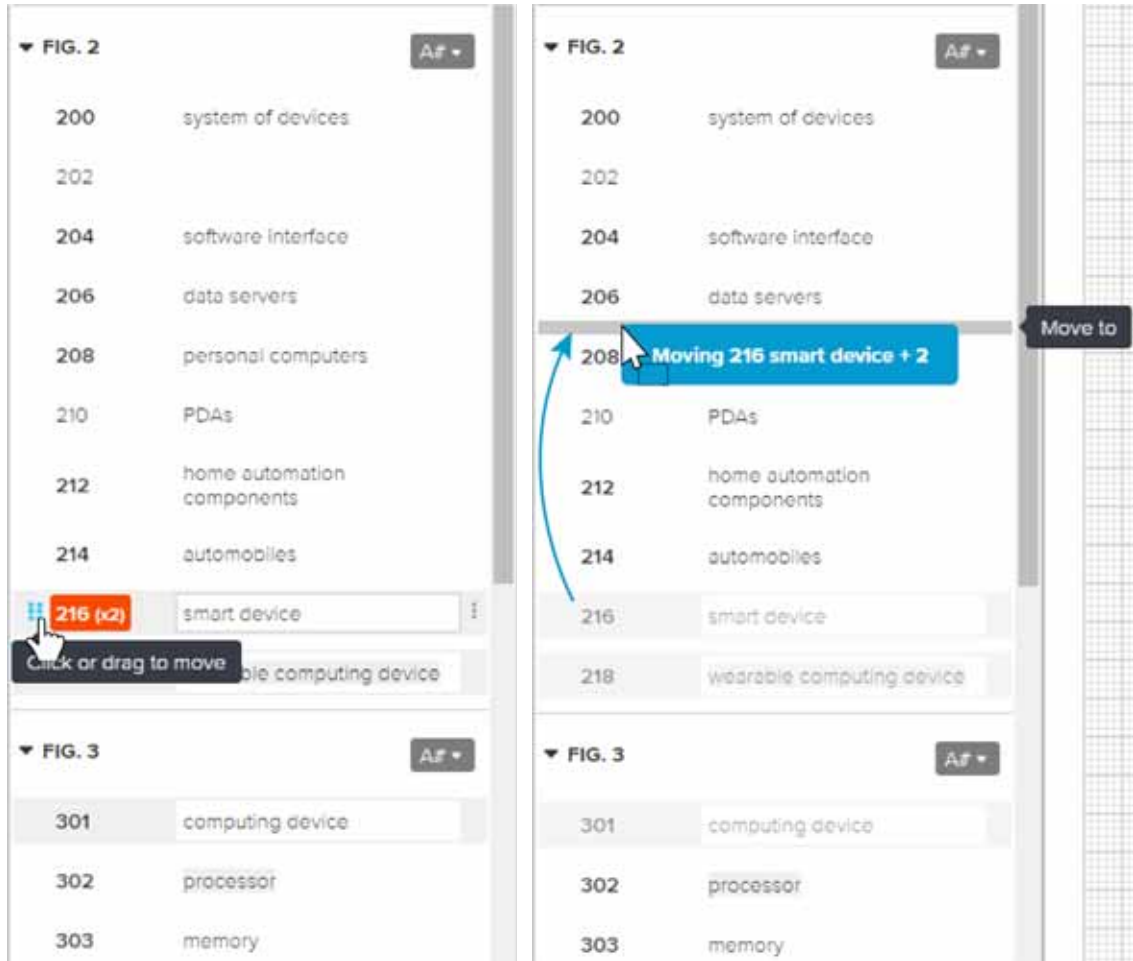 FIG. 2
A#
200 system of devices
202
204 software interface
206 data servers
208 personal computers
210 PDAs
212 home automation
components
214 automobiles
216 (x2) smart device
Click or drag to move
ble computing device
FIG. 3
A#
301 computing device
302 processor
303 memory
FIG. 2
A#
200 system of devices
202
204 software interface
206 data servers
Move to
208 Moving 216 smart device + 2
210 PDAs
212 home automation
components
214 automobiles
216 smart device
218 wearable computing device
FIG. 3
A#
301 computing device
302 processor
303 memory